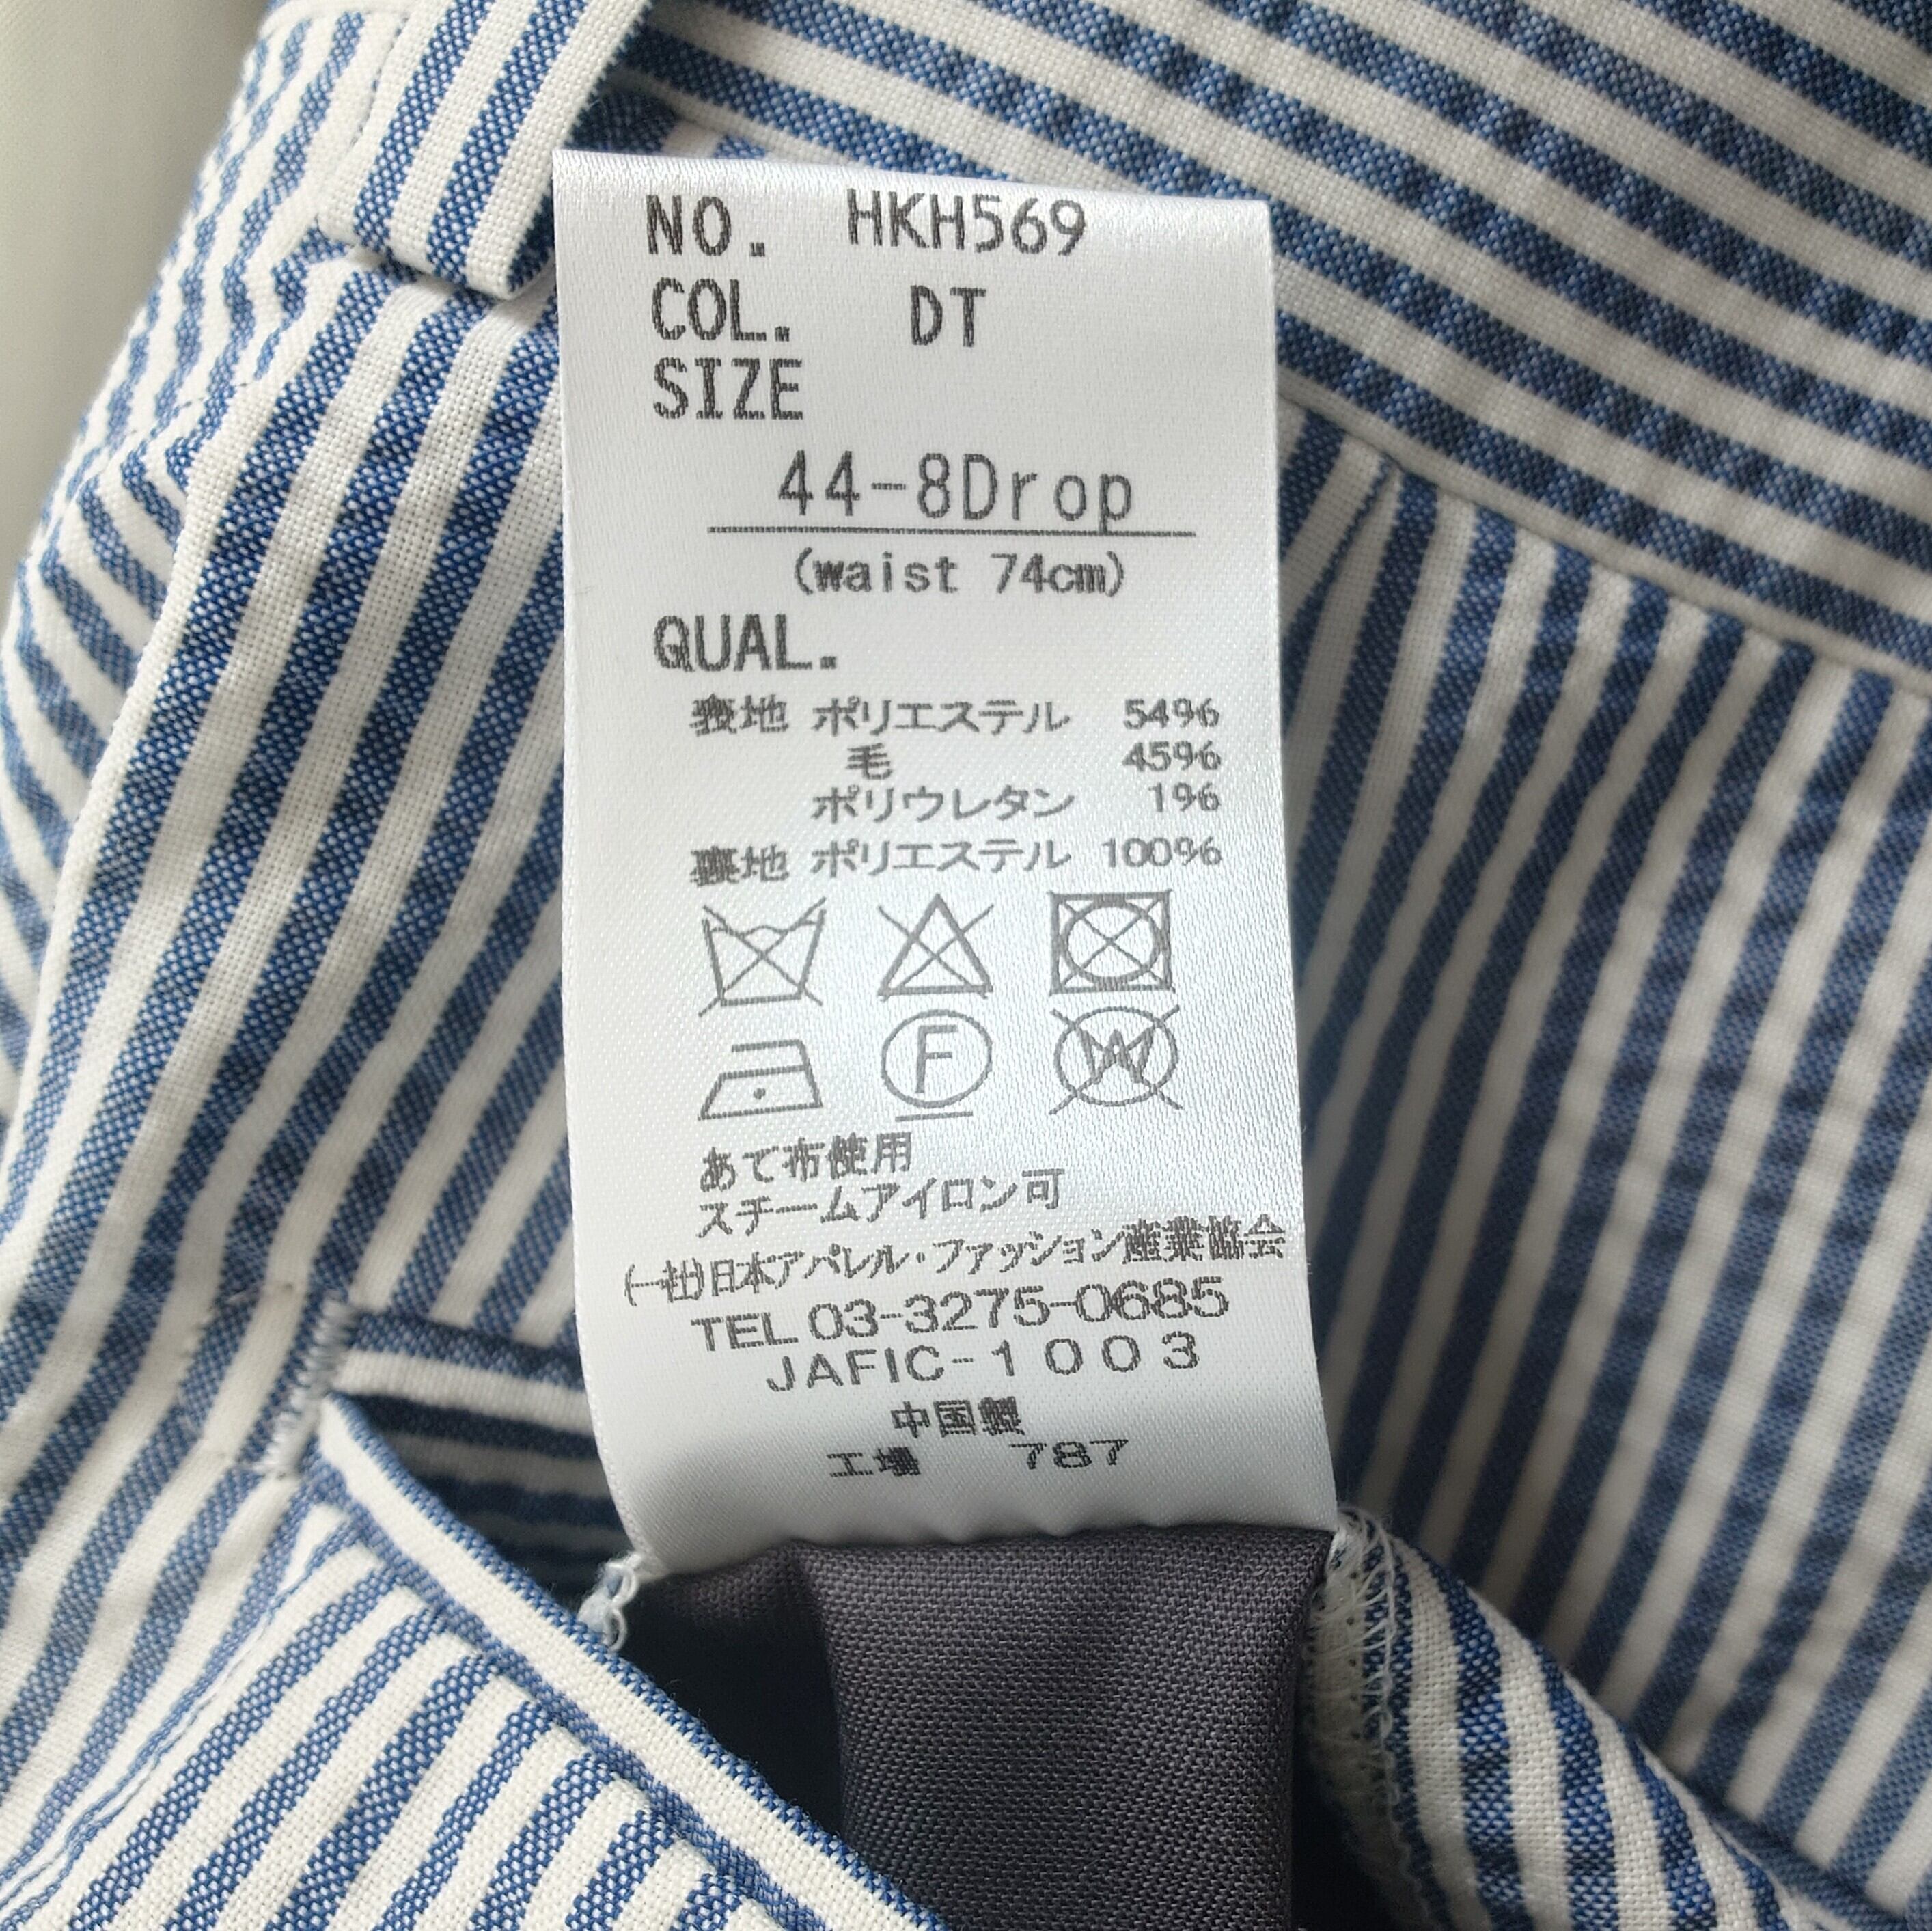 NO. HKH569
COL. DT
SIZE
44-8Drop
(waist 74cm)
QUAL.
表地 ポリエステル 54%
毛 45%
ポリウレタン 1%
裏地 ポリエステル 100%
F W
あて布使用
スチームアイロン可
(一社)日本アパレル・ファッション産業協会
TEL 03-3275-0685
JAFIC-1003
中国製
工場 787